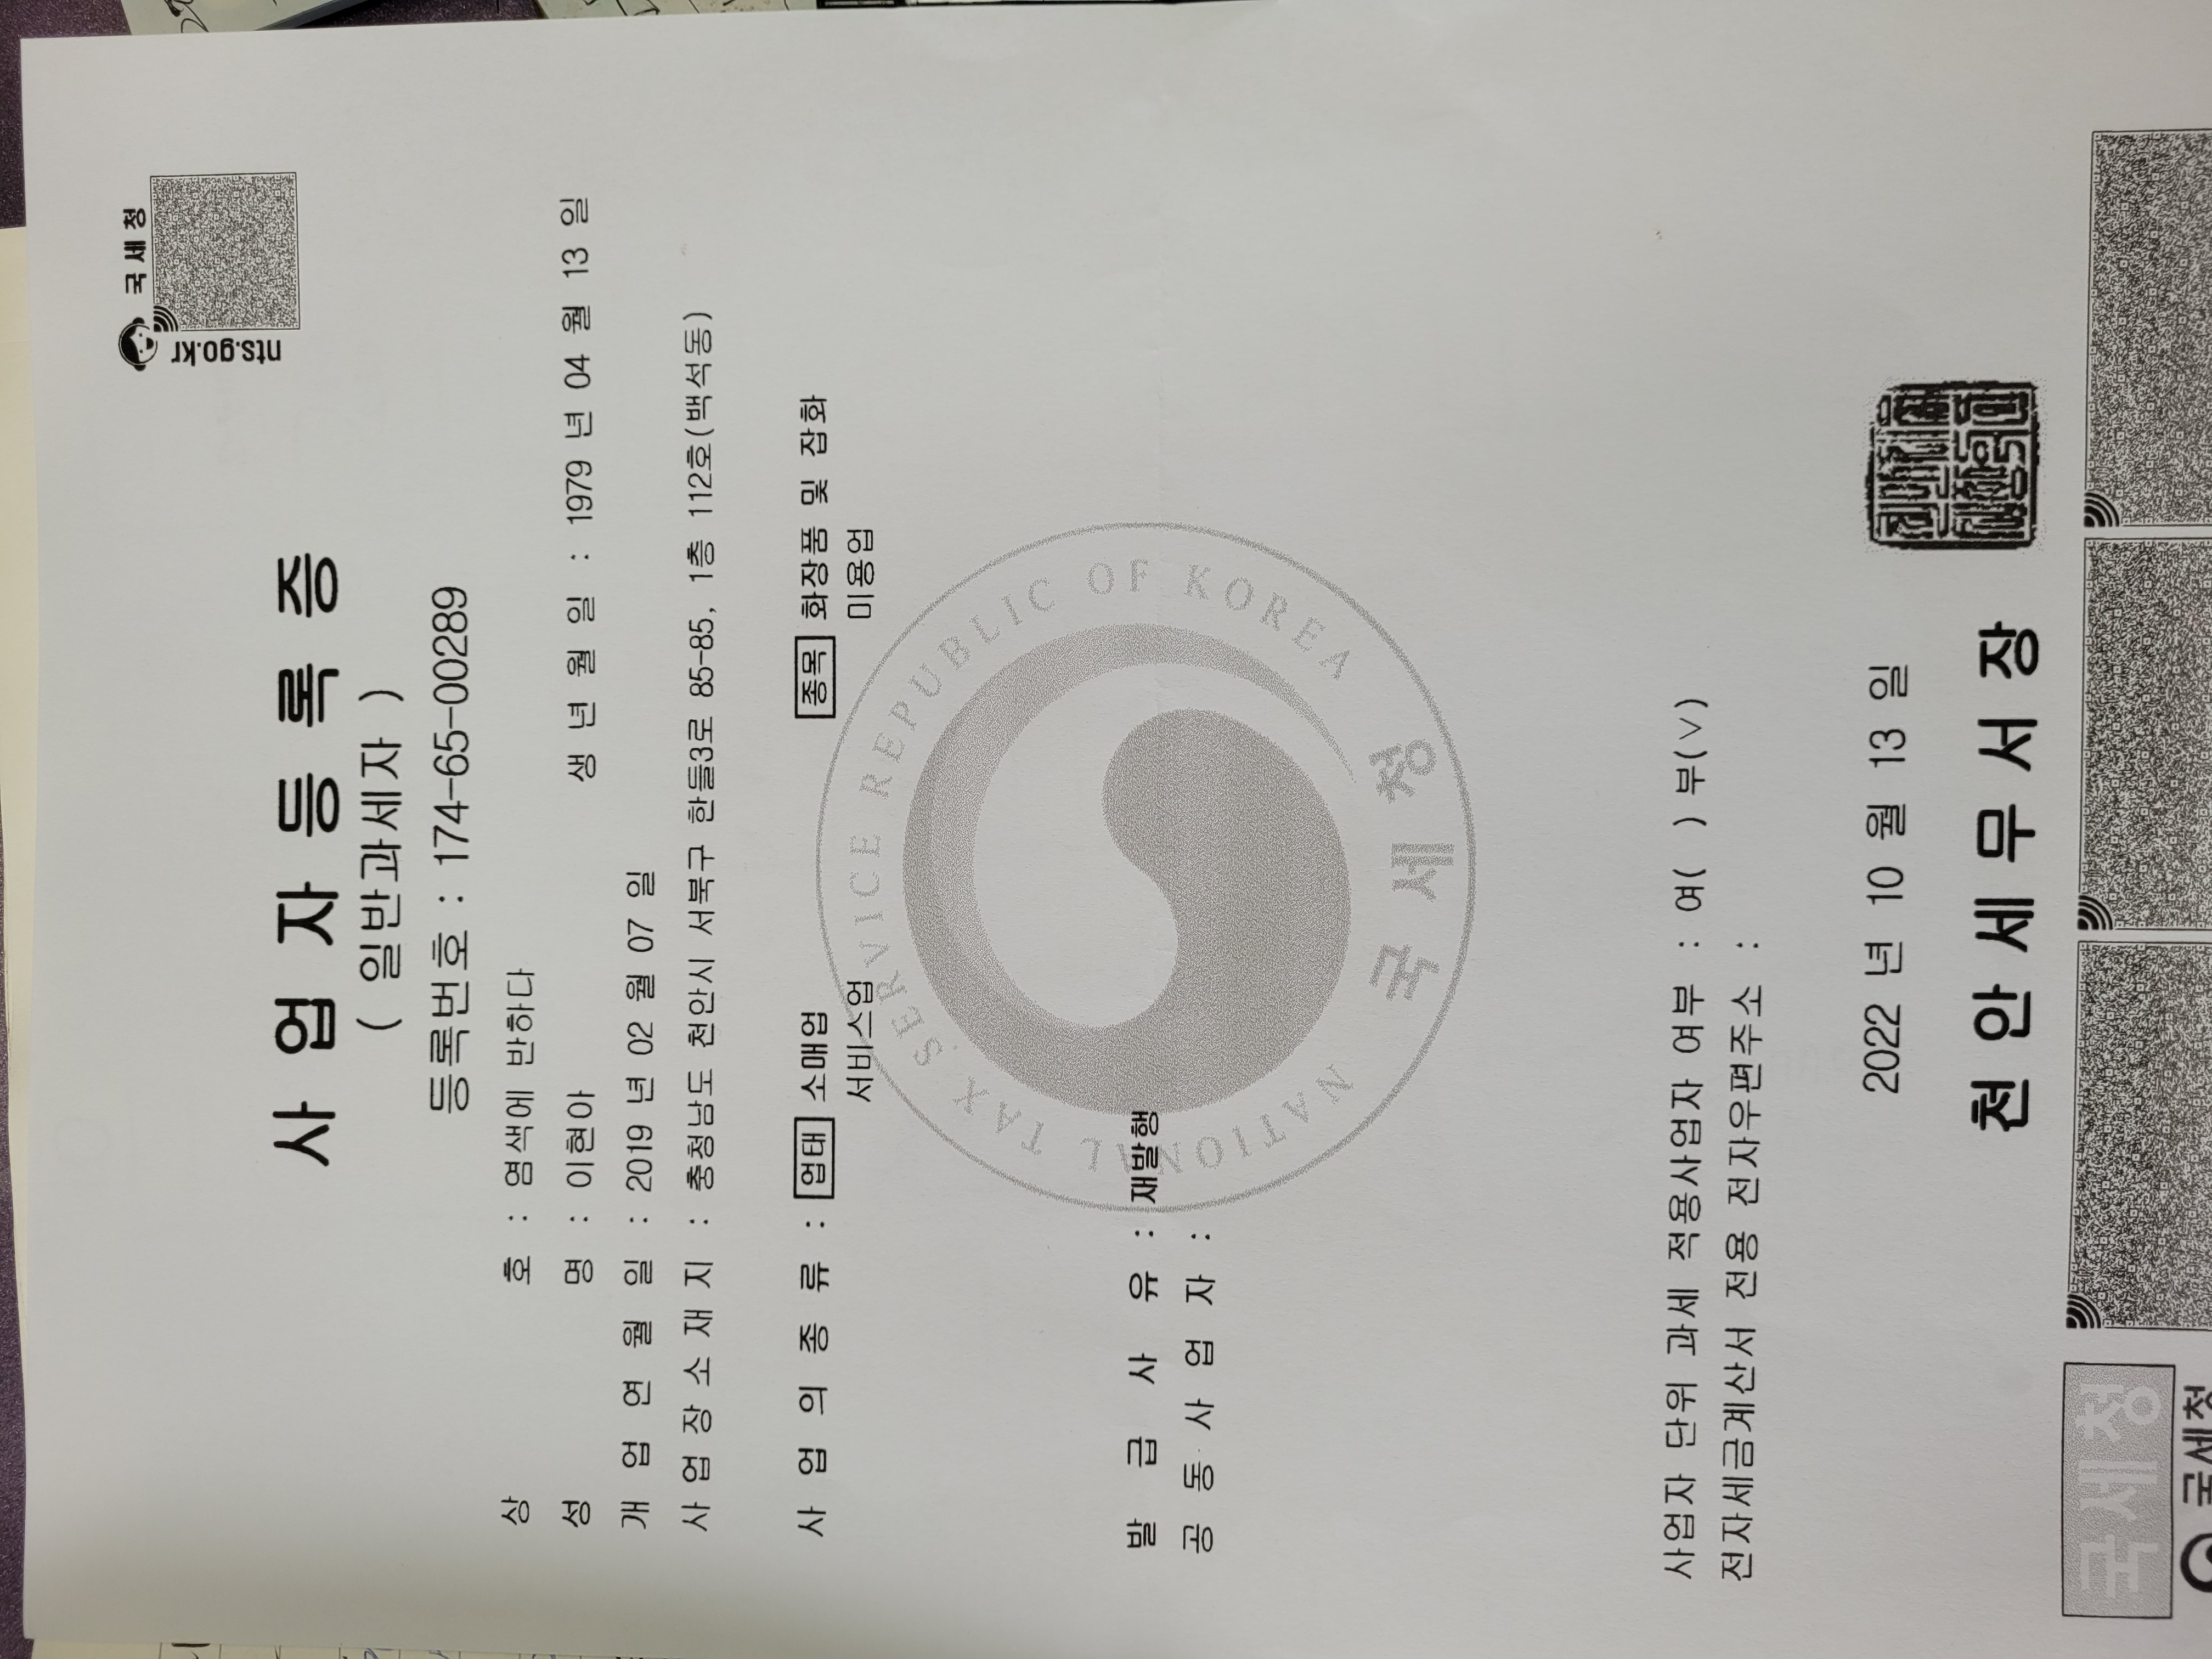 국세청
nts.go.kr
사업자등록증
( 일반과세자 )
등록번호 : 174-65-00289
상 호 : 염색에 반하다
성 명 : 이현아 생 년 월 일 : 1979 년 04 월 13 일
개 업 연 월 일 : 2019 년 02 월 07 일
사 업 장 소 재 지 : 충청남도 천안시 서북구 한들3로 85-85, 1층 112호(백석동)
사 업 의 종 류 : 업태 소매업 종목 화장품 및 잡화
서비스업 미용업
NATIONAL TAX SERVICE REPUBLIC OF KOREA
국세청
발 급 사 유 : 재발행
공 동 사 업 자 :
사업자 단위 과세 적용사업자 여부 : 여( ) 부(∨)
전자세금계산서 전용 전자우편주소 :
2022 년 10 월 13 일
천안세무서장
국세청
국세청